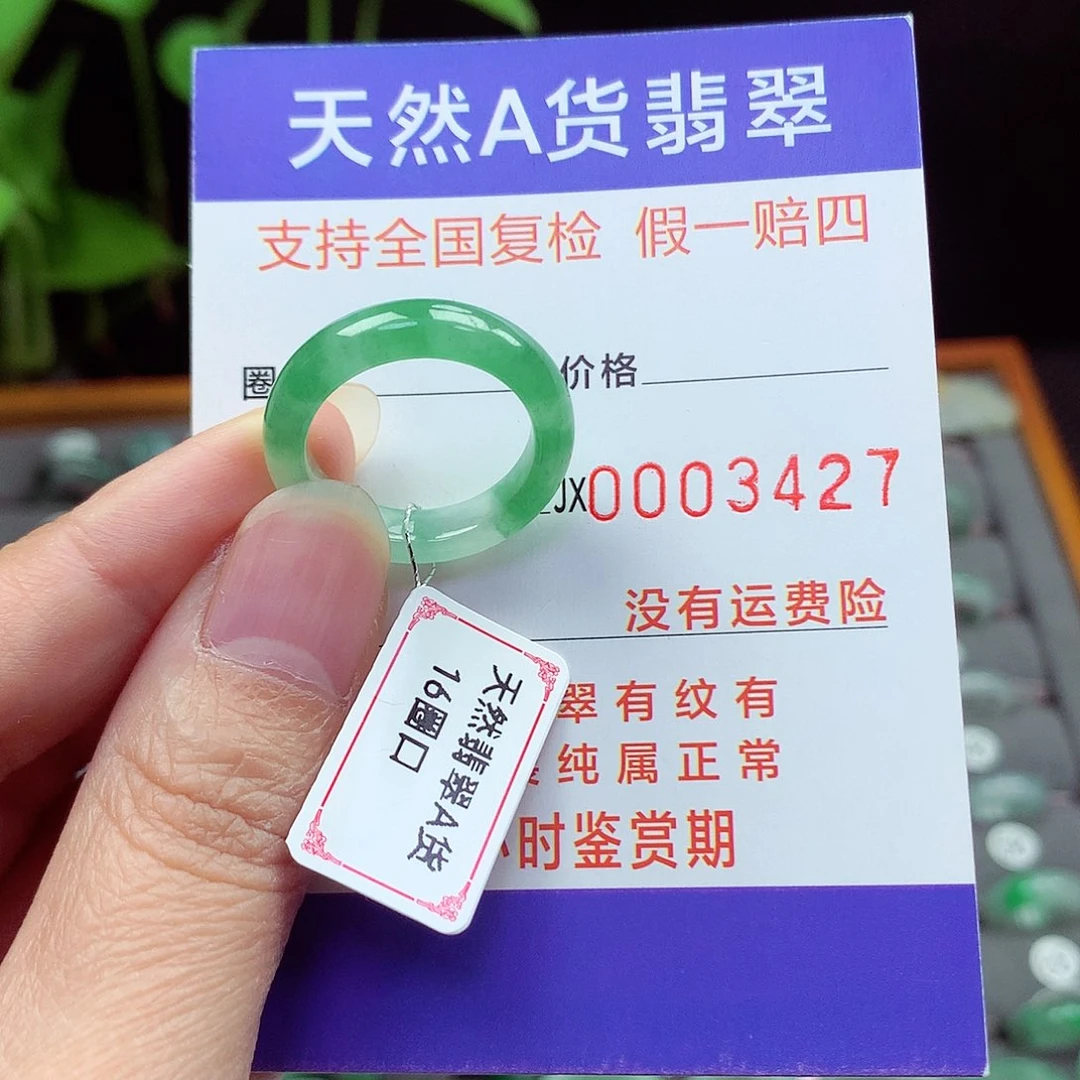 天然A货翡翠
支持全国复检 假一赔四
圈 价格
JX0003427
没有运费险
翠有纹有
纯属正常
时鉴赏期
天然翡翠A货
16圈口